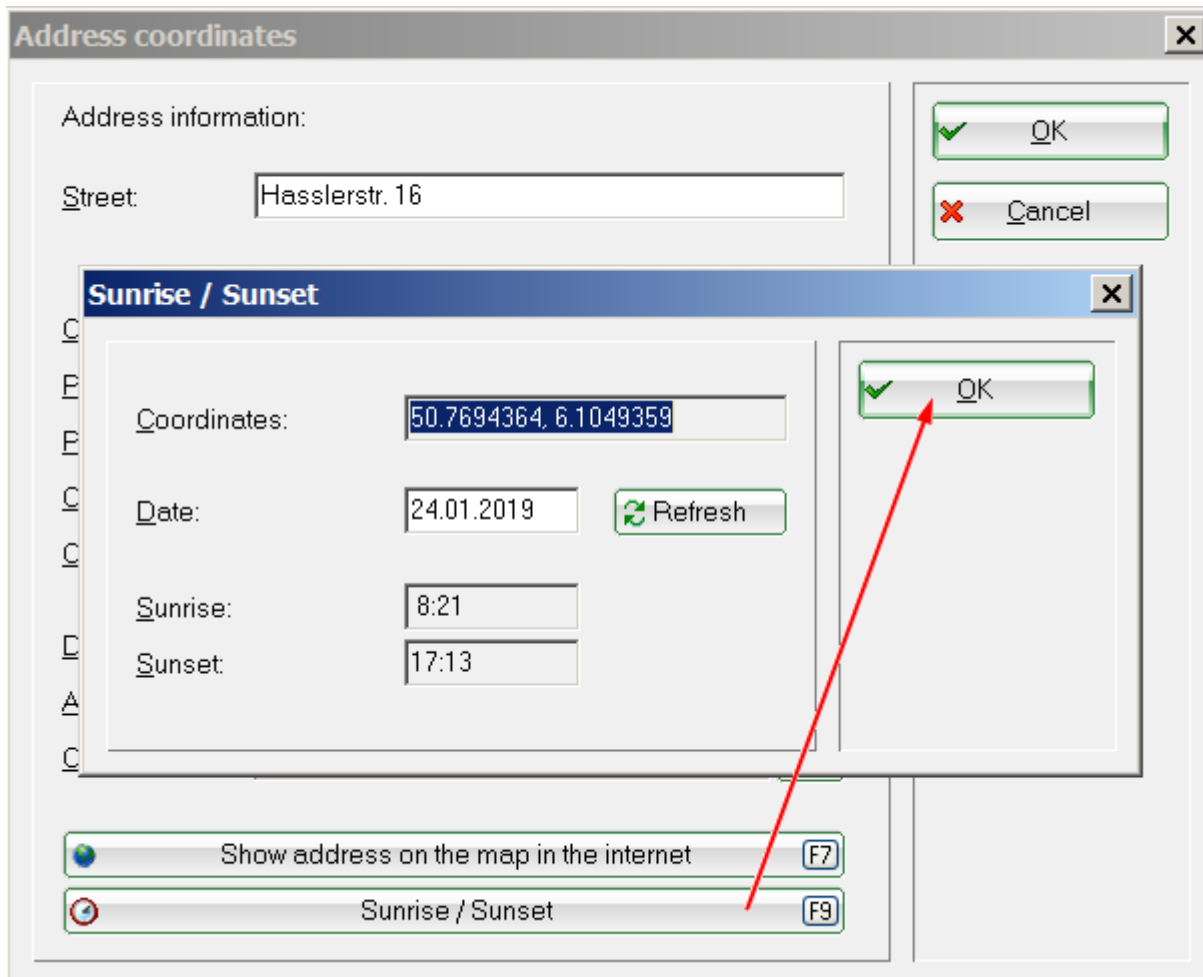 Address coordinates
Address information:
OK
Street: Hasslerstr. 16
Cancel
Sunrise / Sunset
C
P
OK
Coordinates: 50.7694364, 6.1049359
P
C
Date: 24.01.2019 Refresh
C
Sunrise: 8:21
D
Sunset: 17:13
A
C
Show address on the map in the internet F7
Sunrise / Sunset F9